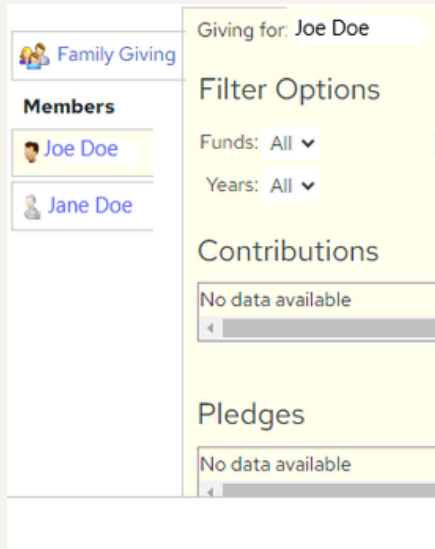 Family Giving
Members
Joe Doe
Jane Doe
Giving for: Joe Doe
Filter Options
Funds: All
Years: All
Contributions
No data available
Pledges
No data available